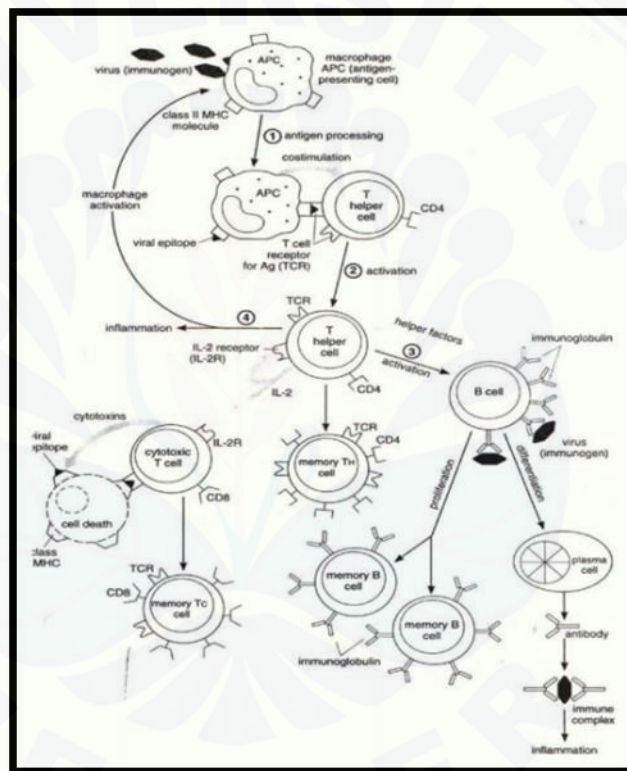 virus (immunogen)
APC
macrophage
APC (antigen-
presenting cell)
class II MHC
molecule
① antigen processing
costimulation
macrophage
activation
APC
T
helper
cell
CD4
viral epitope
T cell
receptor
for Ag (TCR)
② activation
TCR
④
inflammation
T
helper
cell
helper factors
③
activation
immunoglobulin
IL-2 receptor
(IL-2R)
CD4
IL-2
B cell
cytotoxins
viral
epitope
cytotoxic
T cell
IL-2R
TCR
CD4
memory TH
cell
virus
(immunogen)
CD8
cell death
class
MHC
proliferation
differentiation
TCR
CD8
memory TC
cell
memory B
cell
memory B
cell
immunoglobulin
plasma
cell
antibody
immune
complex
inflammation